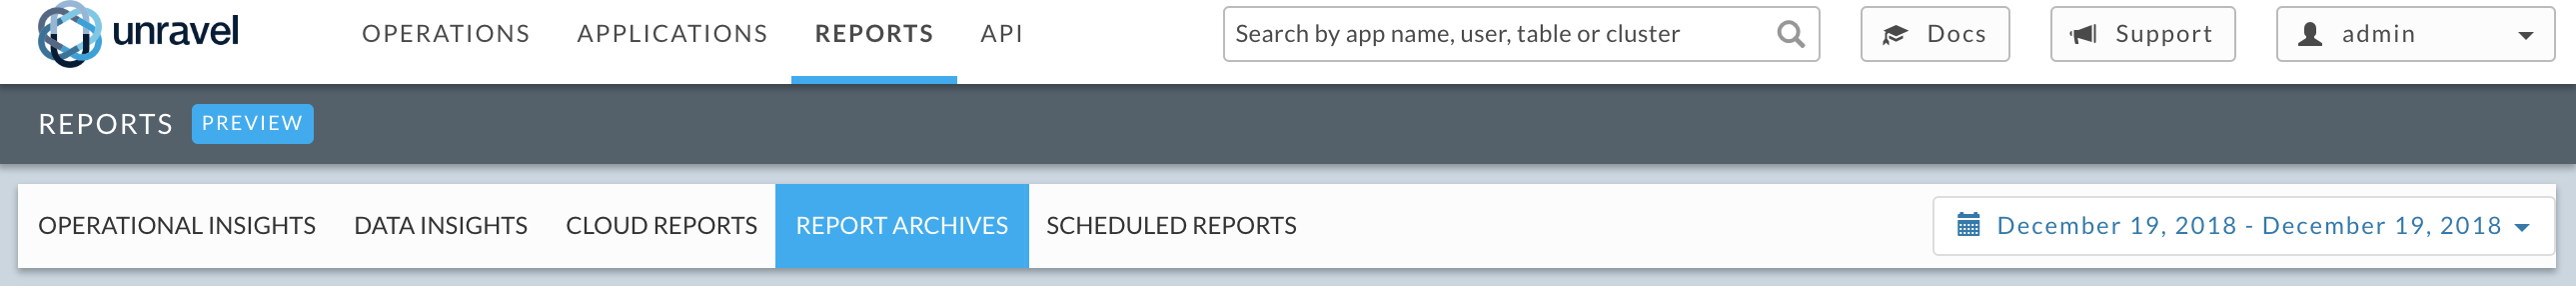 unravel OPERATIONS APPLICATIONS REPORTS API Search by app name, user, table or cluster Docs Support admin
REPORTS PREVIEW
OPERATIONAL INSIGHTS DATA INSIGHTS CLOUD REPORTS REPORT ARCHIVES SCHEDULED REPORTS December 19, 2018 - December 19, 2018